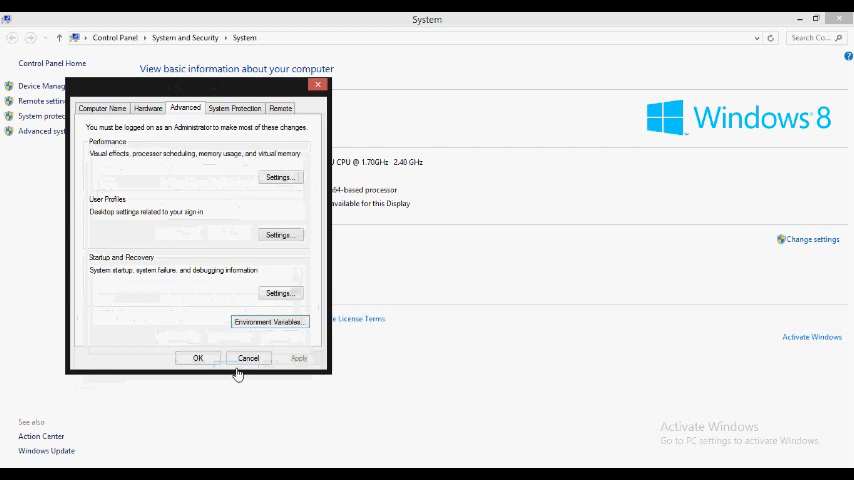 System
Control Panel
System and Security
System
Search Co...
Control Panel Home
View basic information about your computer
Device Manag
Remote settin
System protec
Advanced syst
Computer Name
Hardware
Advanced
System Protection
Remote
You must be logged on as an Administrator to make most of these changes.
Performance
Visual effects, processor scheduling, memory usage, and virtual memory
Settings...
User Profiles
Desktop settings related to your sign-in
Settings...
Startup and Recovery
System startup, system failure, and debugging information
Settings...
Environment Variables...
OK
Cancel
Apply
Windows 8
U CPU @ 1.70GHz 2.40 GHz
64-based processor
available for this Display
Change settings
e License Terms
Activate Windows
See also
Action Center
Windows Update
Activate Windows
Go to PC settings to activate Windows.